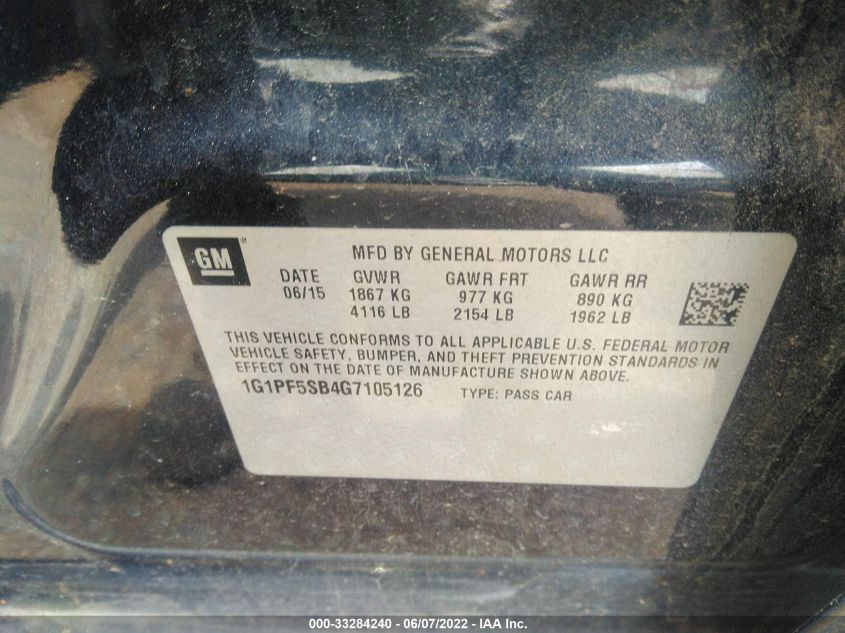 GM ®
MFD BY GENERAL MOTORS LLC
DATE GVWR GAWR FRT GAWR RR
06/15 1867 KG 977 KG 890 KG
4116 LB 2154 LB 1962 LB
THIS VEHICLE CONFORMS TO ALL APPLICABLE U.S. FEDERAL MOTOR
VEHICLE SAFETY, BUMPER, AND THEFT PREVENTION STANDARDS IN
EFFECT ON THE DATE OF MANUFACTURE SHOWN ABOVE.
1G1PF5SB4G7105126 TYPE: PASS CAR
000-33284240 - 06/07/2022 - IAA Inc.